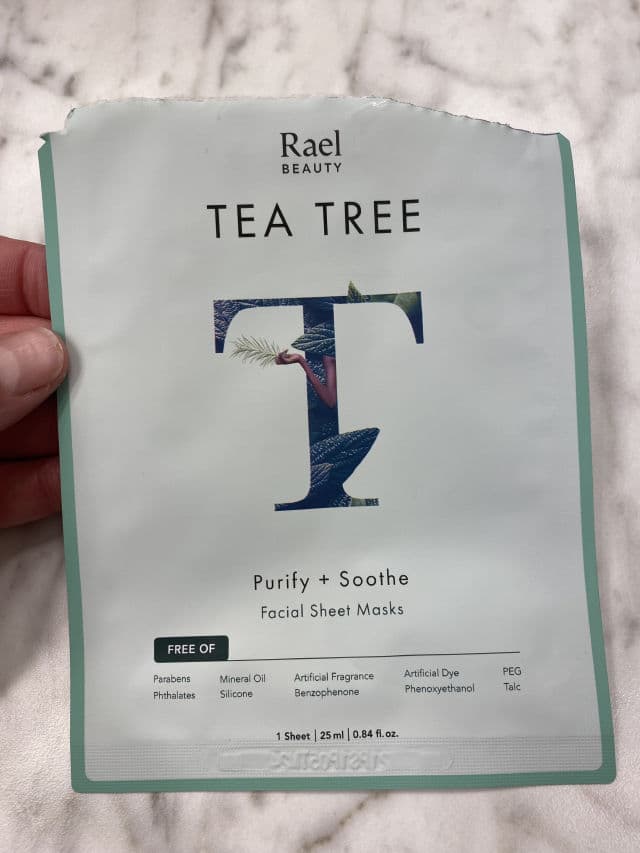 Rael
BEAUTY
TEA TREE
T
Purify + Soothe
Facial Sheet Masks
FREE OF
Parabens Mineral Oil Artificial Fragrance Artificial Dye PEG
Phthalates Silicone Benzophenone Phenoxyethanol Talc
1 Sheet | 25 ml | 0.84 fl. oz.